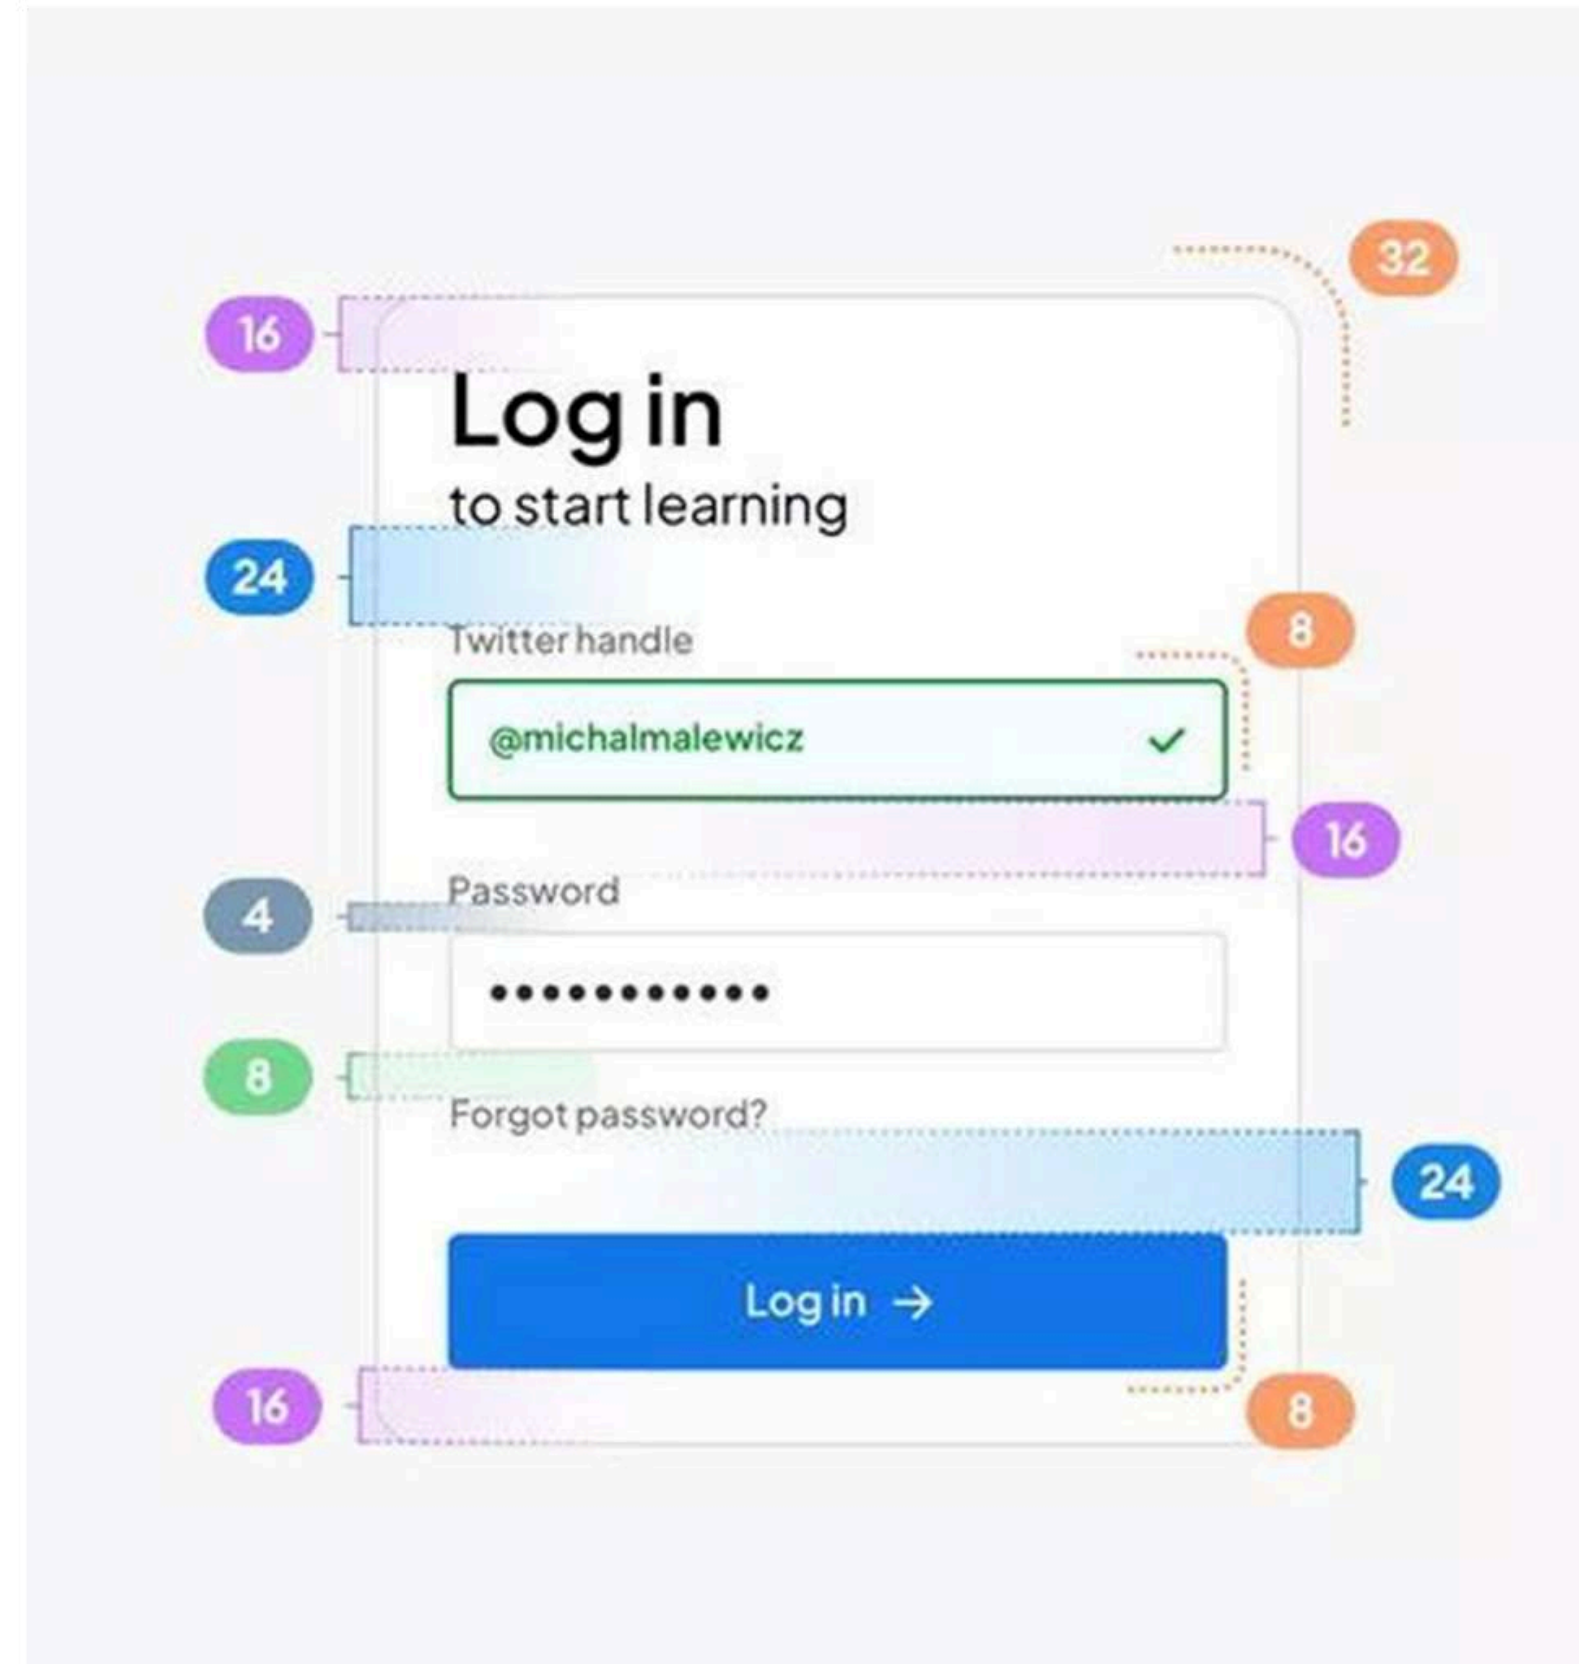 32
16
Log in
to start learning
24
Twitter handle
8
@michalmalewicz
16
Password
4
8
Forgot password?
24
Log in →
16
8